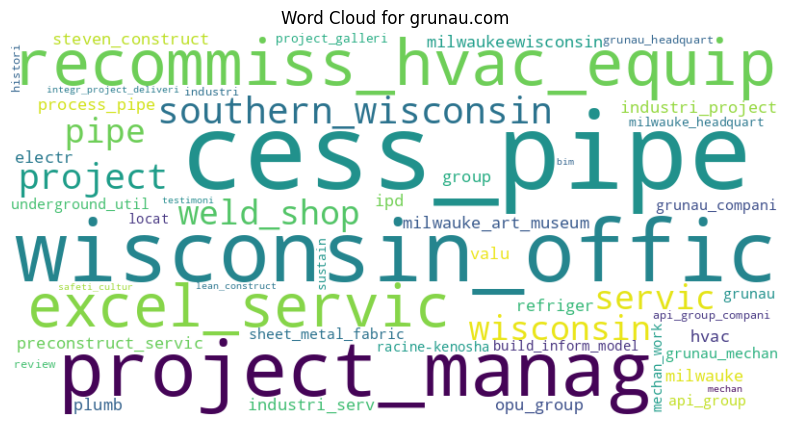 Word Cloud for grunau.com
steven_construct
project_galleri
milwaukeewisconsin
grunau_headquart
histori
recommiss_hvac_equip
integr_project_deliveri
industri
process_pipe
southern_wisconsin
industri_project
milwauke_headquart
pipe
cess_pipe
electr
bim
project
group
underground_util
testimoni
ipd
grunau_compani
locat
weld_shop
milwauke_art_museum
wisconsin_offic
valu
sustain
safeti_cultur
lean_construct
excel_servic
servic
grunau
refriger
api_group_compani
wisconsin
sheet_metal_fabric
hvac
preconstruct_servic
racine-kenosha
build_inform_model
mechan_work
grunau_mechan
review
project_manag
milwauke
mechan
plumb
industri_serv
opu_group
api_group